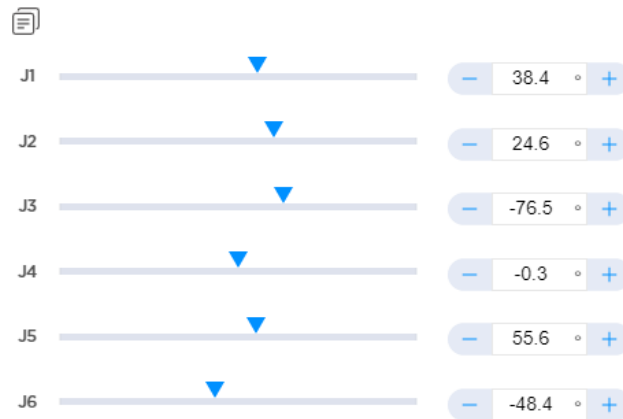 J1 − 38.4 ° +
J2 − 24.6 ° +
J3 − -76.5 ° +
J4 − -0.3 ° +
J5 − 55.6 ° +
J6 − -48.4 ° +